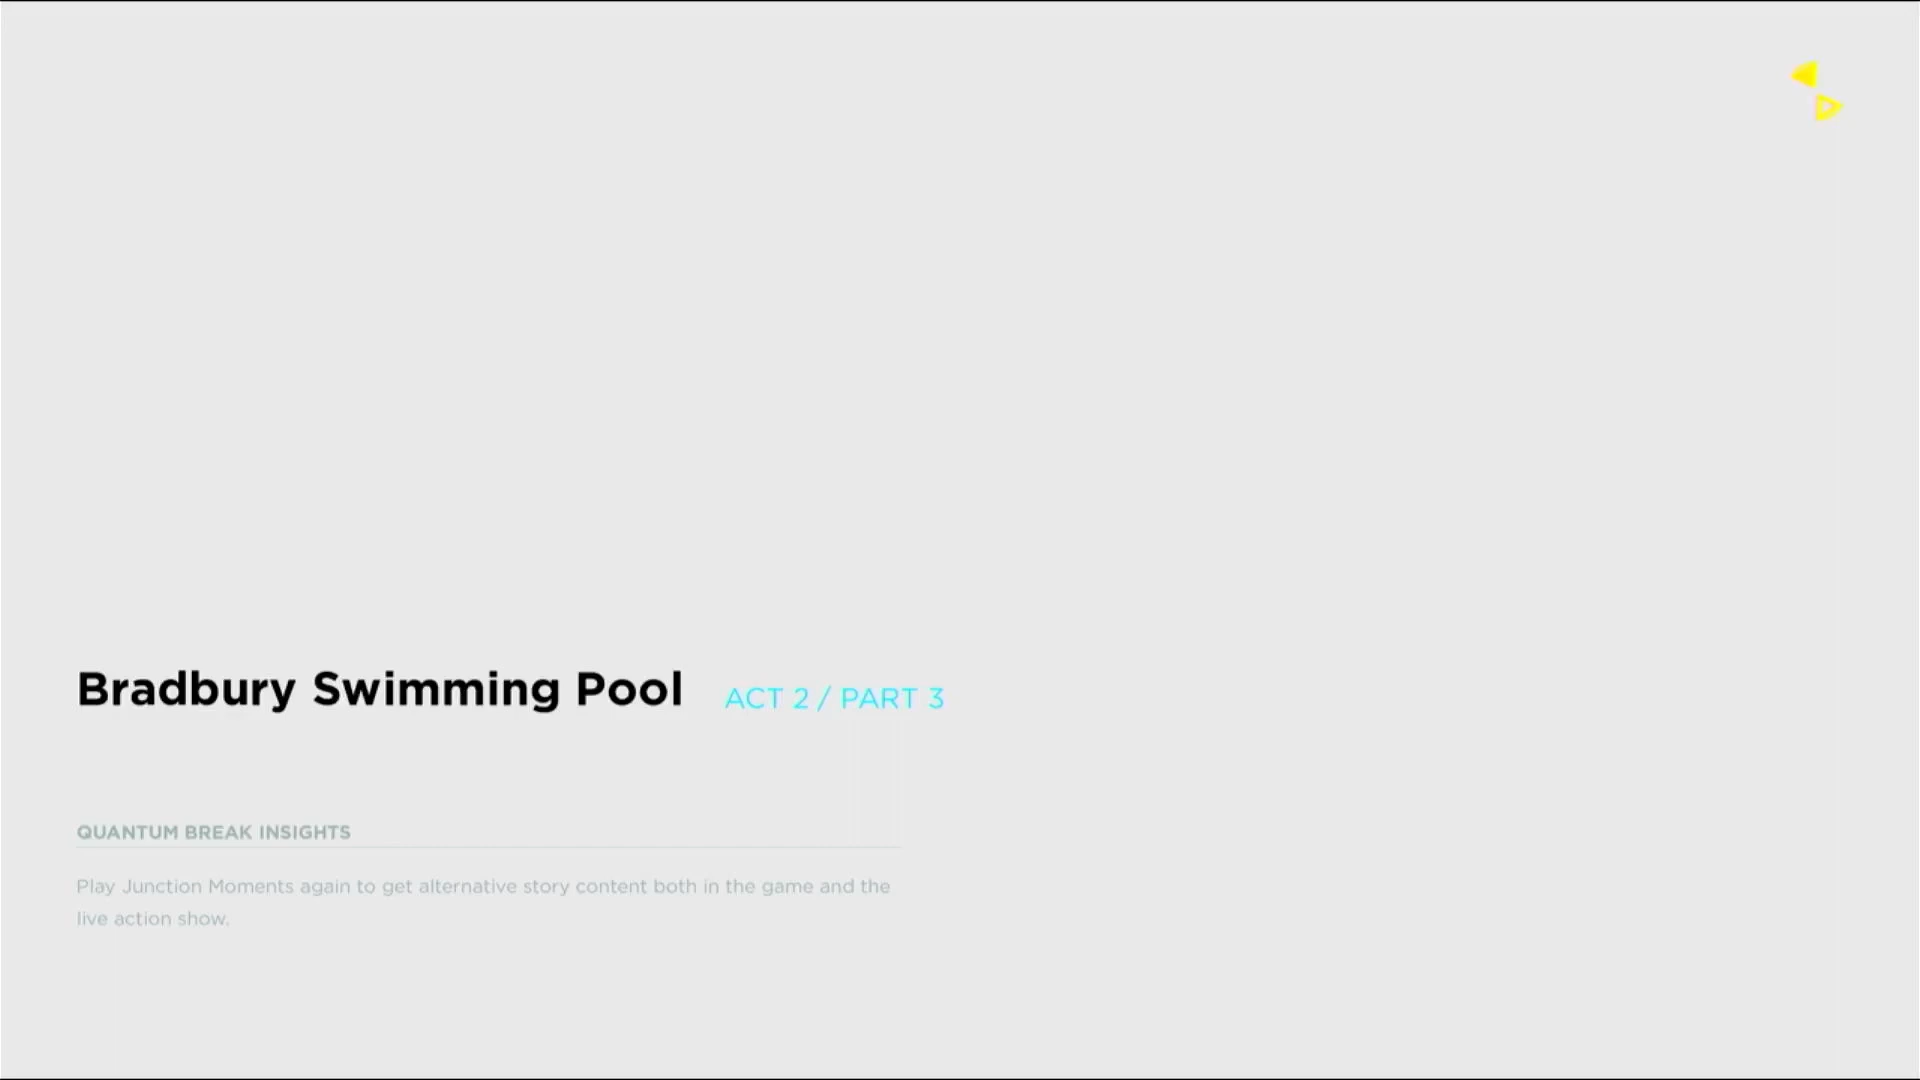 Bradbury Swimming Pool ACT 2 / PART 3
QUANTUM BREAK INSIGHTS
Play Junction Moments again to get alternative story content both in the game and the
live action show.